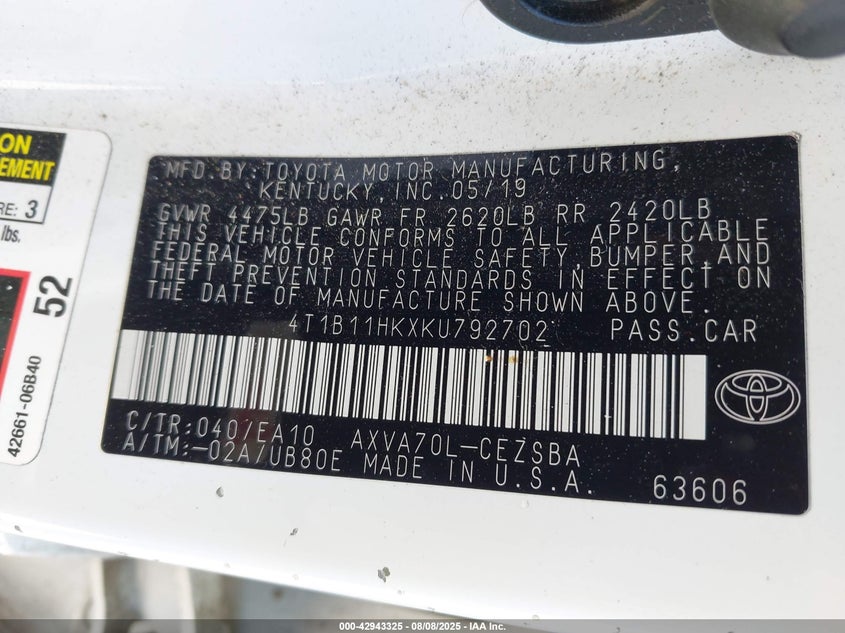 ON
EMENT
RE: 3
lbs.
52
42661-06B40
MFD.BY:TOYOTA MOTOR MANUFACTURING,
KENTUCKY,INC.05/19
GVWR 4475LB GAWR FR 2620LB RR 2420LB
THIS VEHICLE CONFORMS TO ALL APPLICABLE
FEDERAL MOTOR VEHICLE SAFETY,BUMPER,AND
THEFT PREVENTION STANDARDS IN EFFECT ON
THE DATE OF MANUFACTURE SHOWN ABOVE.
4T1B11HKXKU792702 PASS.CAR
C/TR:040/EA10 AXVA70L-CEZSBA
A/TM:-02A/UB80E MADE IN U.S.A. 63606
000-42943325 - 08/08/2025 - IAA Inc.